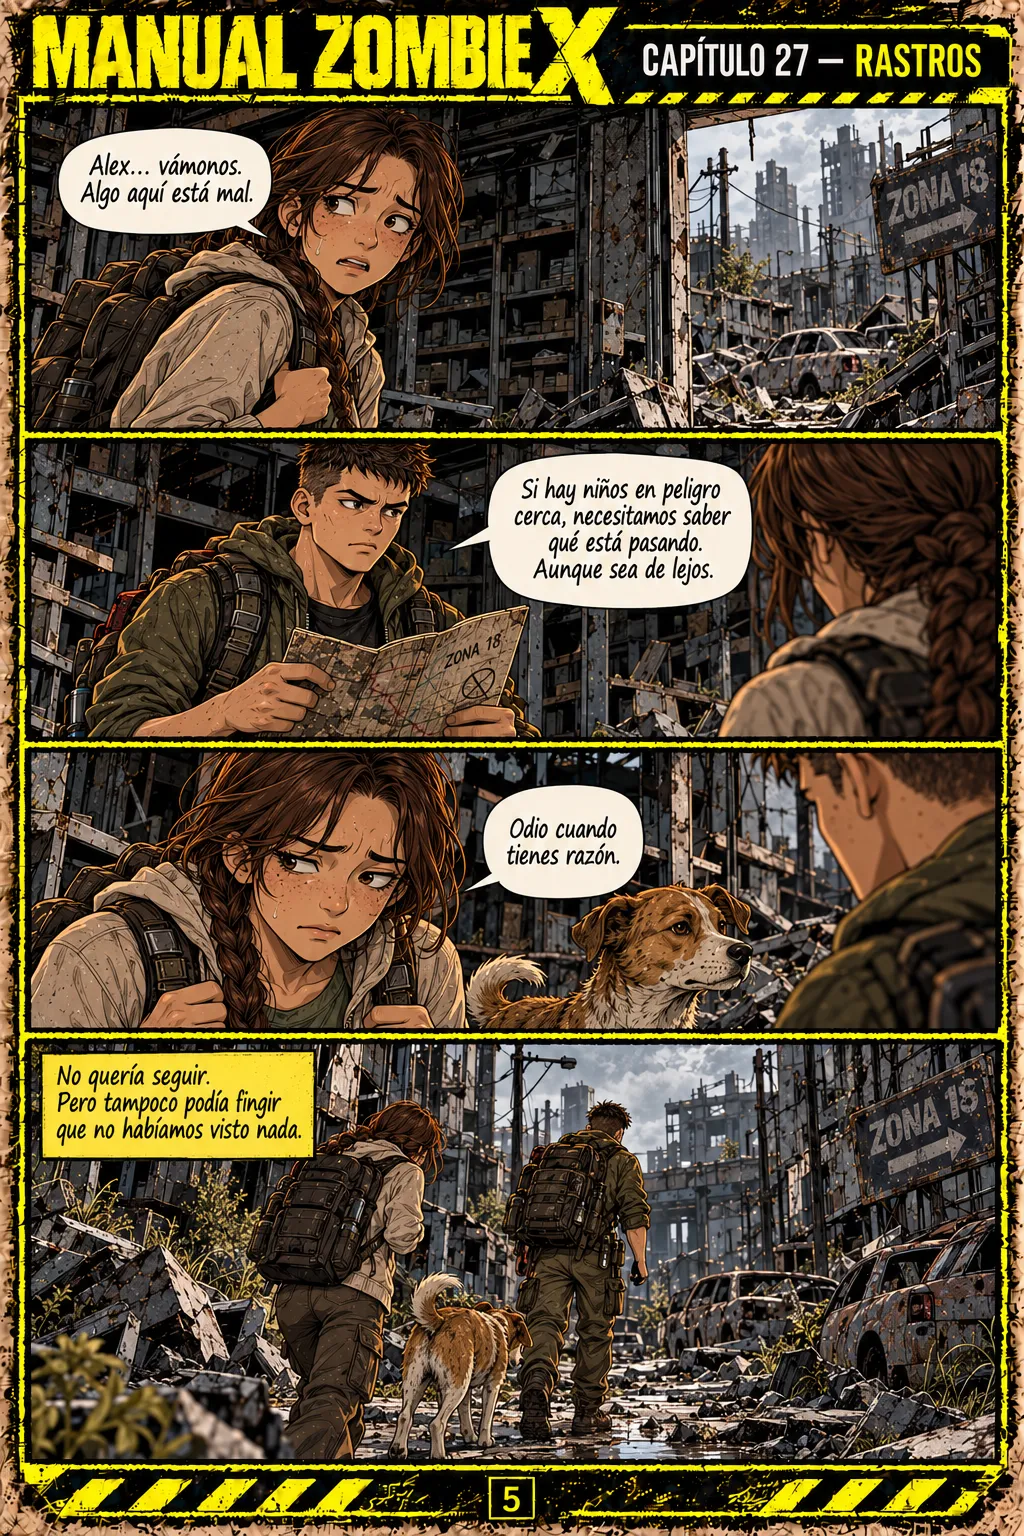 MANUAL ZOMBIE X
CAPÍTULO 27 — RASTROS
Alex... vámonos.
Algo aquí está mal.
ZONA 18
Si hay niños en peligro
cerca, necesitamos saber
qué está pasando.
Aunque sea de lejos.
ZONA 18
Odio cuando
tienes razón.
No quería seguir.
Pero tampoco podía fingir
que no habíamos visto nada.
ZONA 18
5